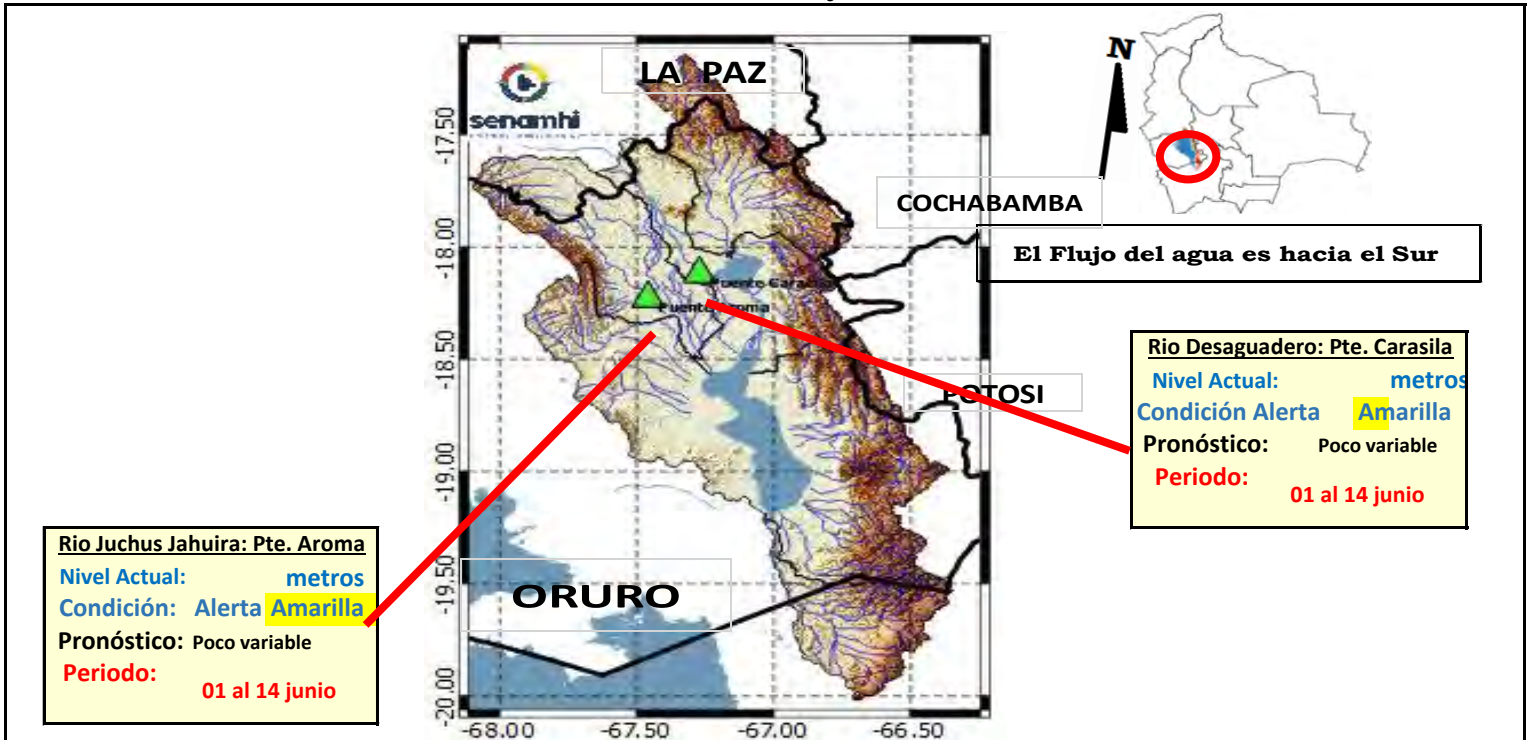 LA PAZ
senamhi
N
COCHABAMBA
El Flujo del agua es hacia el Sur
Puente Carasila
Puente Aroma
POTOSI
Rio Desaguadero: Pte. Carasila
Nivel Actual: metros
Condición Alerta Amarilla
Pronóstico: Poco variable
Periodo:
01 al 14 junio
Rio Juchus Jahuira: Pte. Aroma
Nivel Actual: metros
Condición: Alerta Amarilla
Pronóstico: Poco variable
Periodo:
01 al 14 junio
ORURO
-17.50
-18.00
-18.50
-19.00
-19.50
-20.00
-68.00 -67.50 -67.00 -66.50